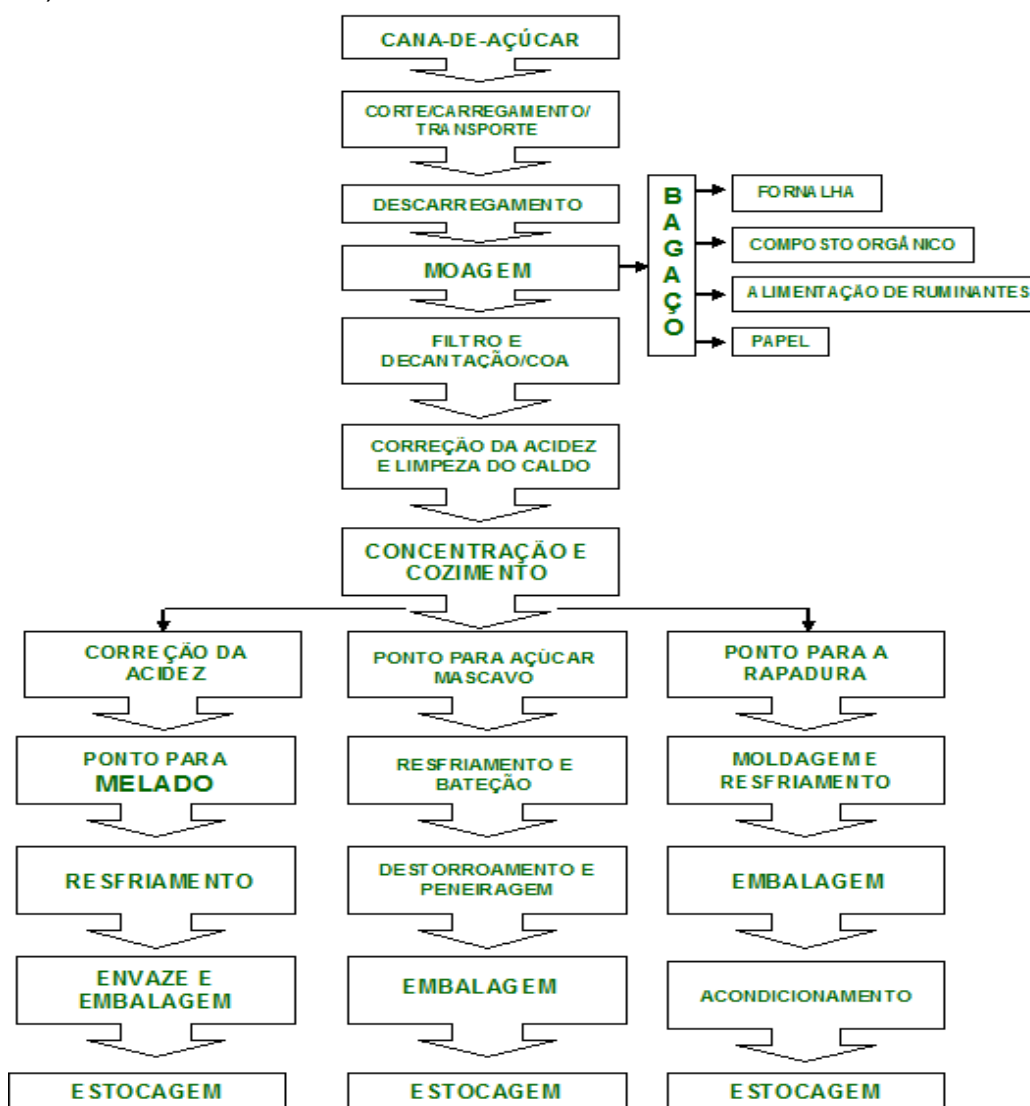 CANA-DE-AÇÚCAR
CORTE/CARREGAMENTO/
TRANSPORTE
DESCARREGAMENTO
MOAGEM
BAGAÇO
FORNALHA
COMPOSTO ORGÂNICO
ALIMENTAÇÃO DE RUMINANTES
PAPEL
FILTRO E
DECANTAÇÃO/COA
CORREÇÃO DA ACIDEZ
E LIMPEZA DO CALDO
CONCENTRAÇÃO E
COZIMENTO
CORREÇÃO DA
ACIDEZ
PONTO PARA
MELADO
RESFRIAMENTO
ENVAZE E
EMBALAGEM
ESTOCAGEM
PONTO PARA AÇÚCAR
MASCAVO
RESFRIAMENTO E
BATEÇÃO
DESTORROAMENTO E
PENEIRAGEM
EMBALAGEM
ESTOCAGEM
PONTO PARA A
RAPADURA
MOLDAGEM E
RESFRIAMENTO
EMBALAGEM
ACONDICIONAMENTO
ESTOCAGEM